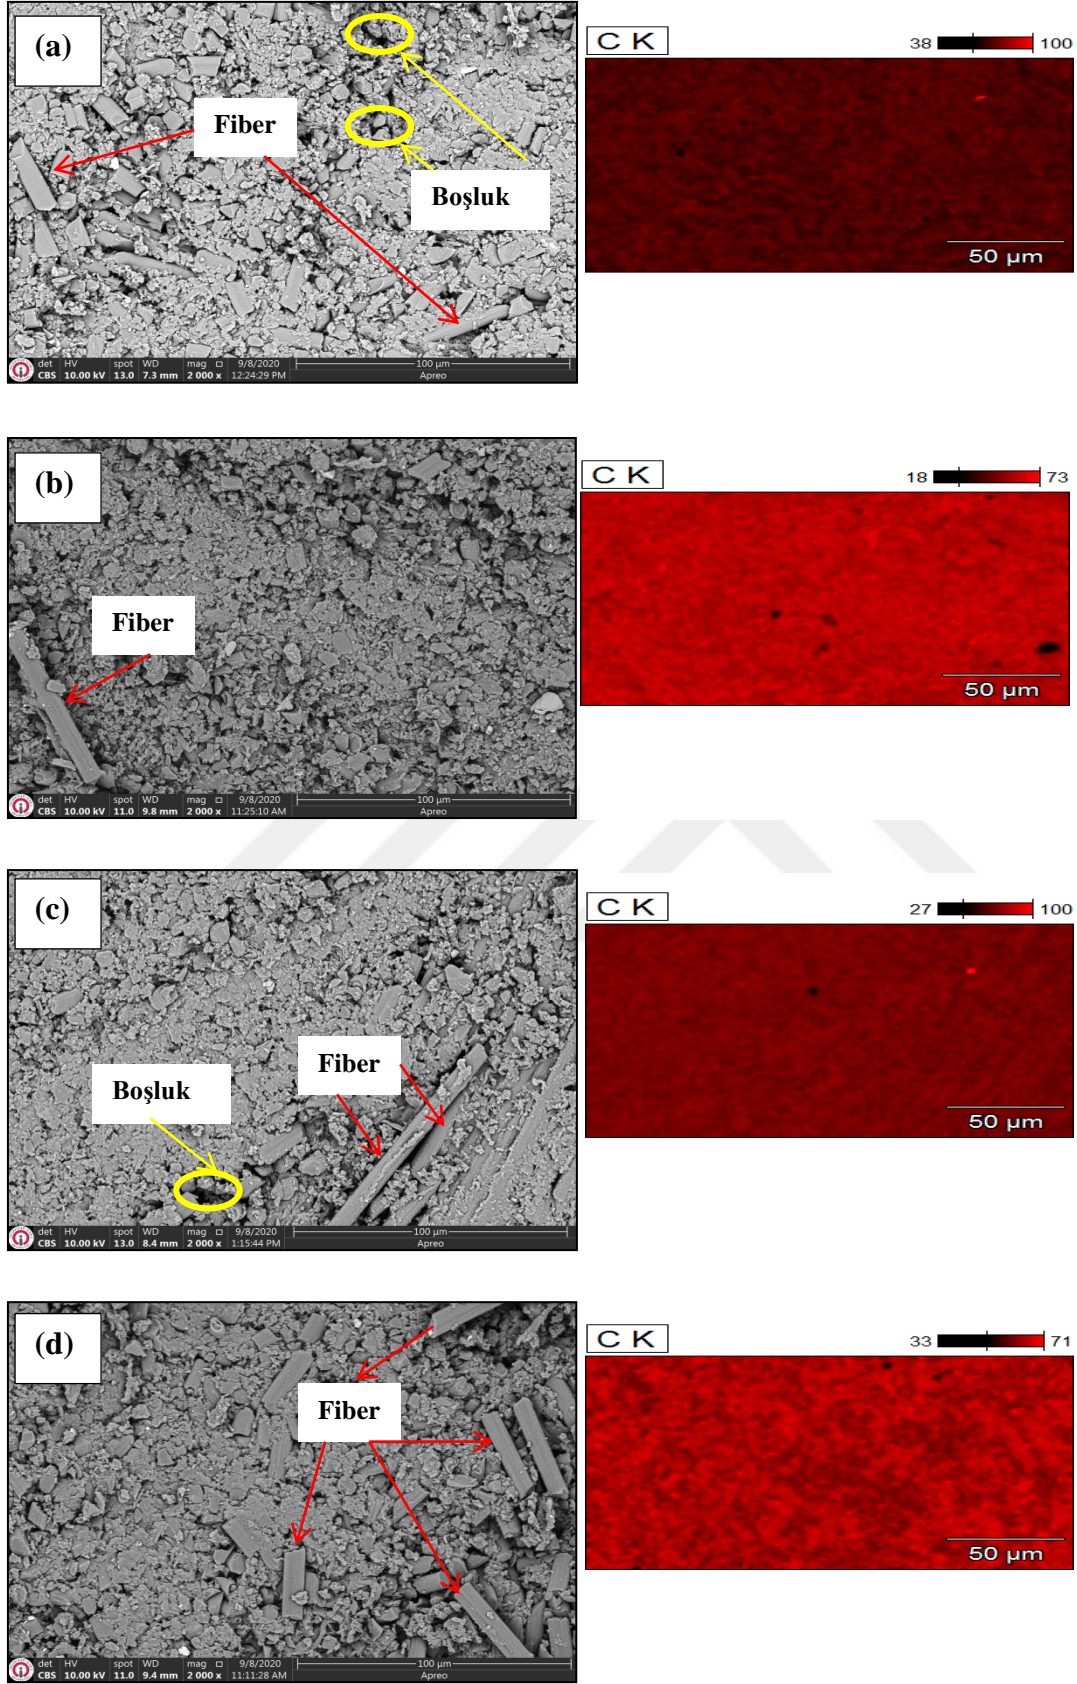 (a)
Fiber
Boşluk
det HV spot WD mag □ 9/8/2020 100 µm
CBS 10.00 kV 13.0 7.3 mm 2 000 x 12:24:29 PM Apreo
C K
38 100
50 µm
(b)
Fiber
det HV spot WD mag □ 9/8/2020 100 µm
CBS 10.00 kV 11.0 9.8 mm 2 000 x 11:25:10 AM Apreo
C K
18 73
50 µm
(c)
Fiber
Boşluk
det HV spot WD mag □ 9/8/2020 100 µm
CBS 10.00 kV 13.0 8.4 mm 2 000 x 1:15:44 PM Apreo
C K
27 100
50 µm
(d)
Fiber
det HV spot WD mag □ 9/8/2020 100 µm
CBS 10.00 kV 11.0 9.4 mm 2 000 x 11:11:28 AM Apreo
C K
33 71
50 µm